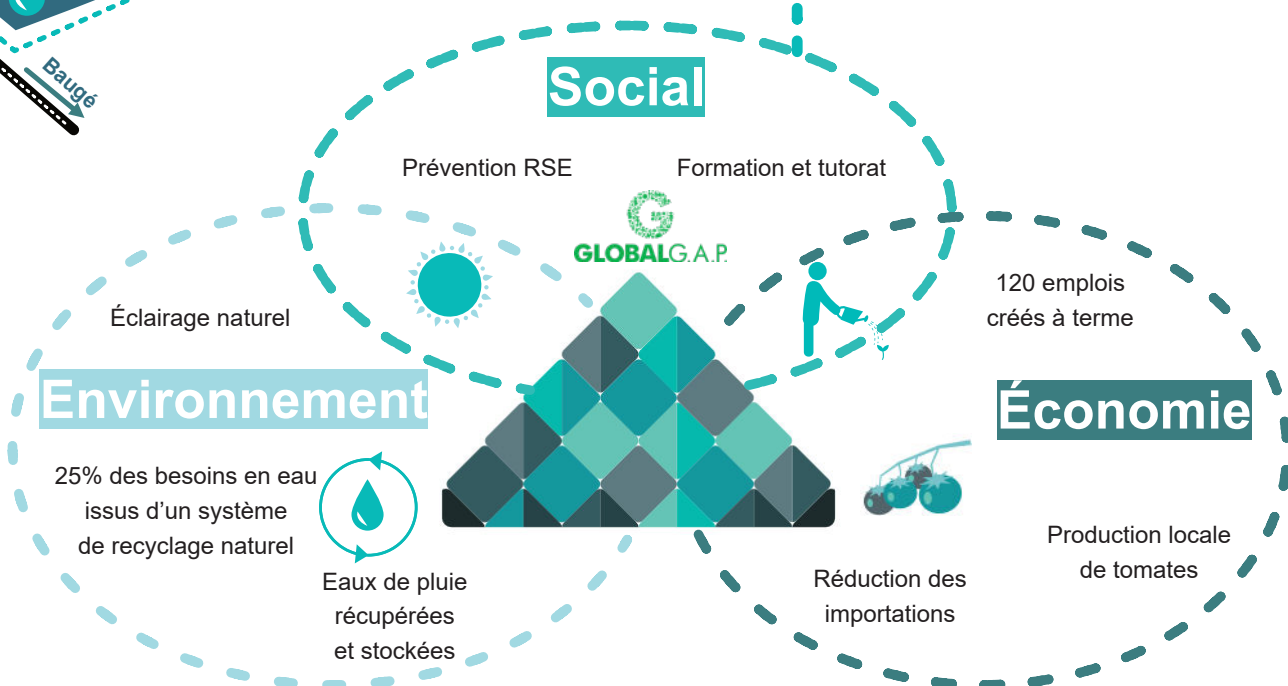 Baugé
Social
Prévention RSE
Formation et tutorat
G
GLOBALG.A.P.
Éclairage naturel
120 emplois
créés à terme
Environnement
Économie
25% des besoins en eau
issus d’un système
de recyclage naturel
Eaux de pluie
récupérées
et stockées
Réduction des
importations
Production locale
de tomates